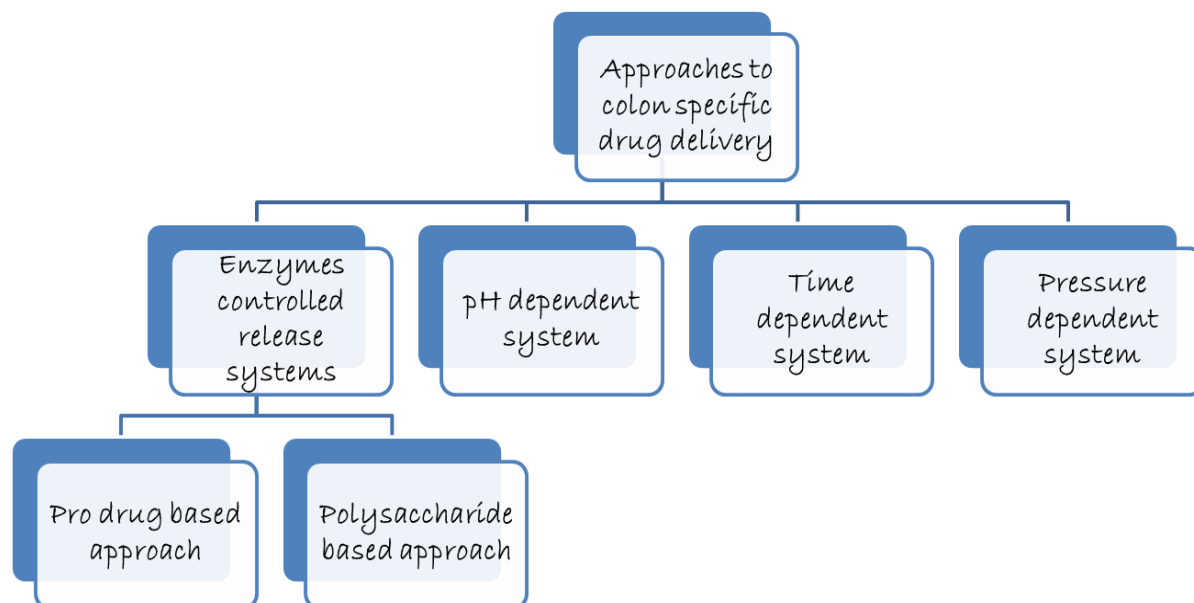 Approaches to
colon specific
drug delivery
Enzymes
controlled
release
systems
pH dependent
system
Time
dependent
system
Pressure
dependent
system
Pro drug based
approach
Polysaccharide
based approach